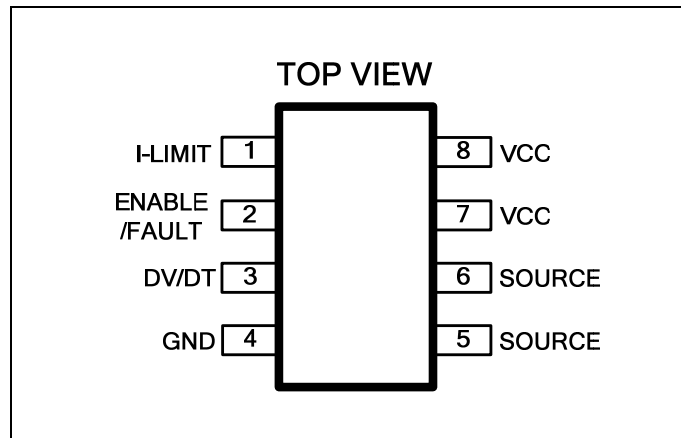 TOP VIEW
I-LIMIT 1
8 VCC
ENABLE
/FAULT 2
7 VCC
DV/DT 3
6 SOURCE
GND 4
5 SOURCE